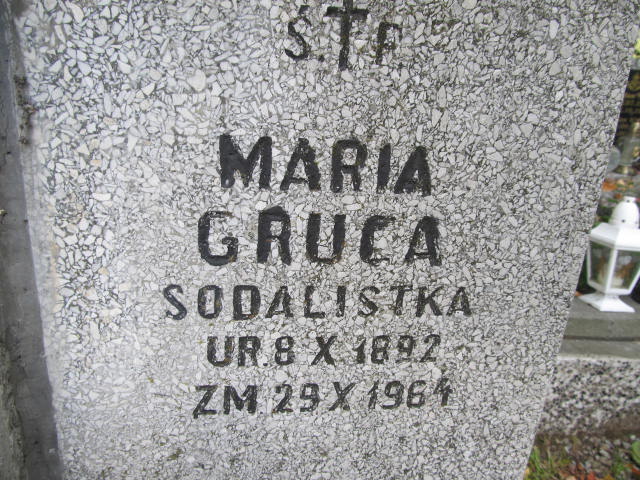 Ś.†P
MARIA
GRUCA
SODALISTKA
UR. 8 X 1892
ZM 29 X 1964